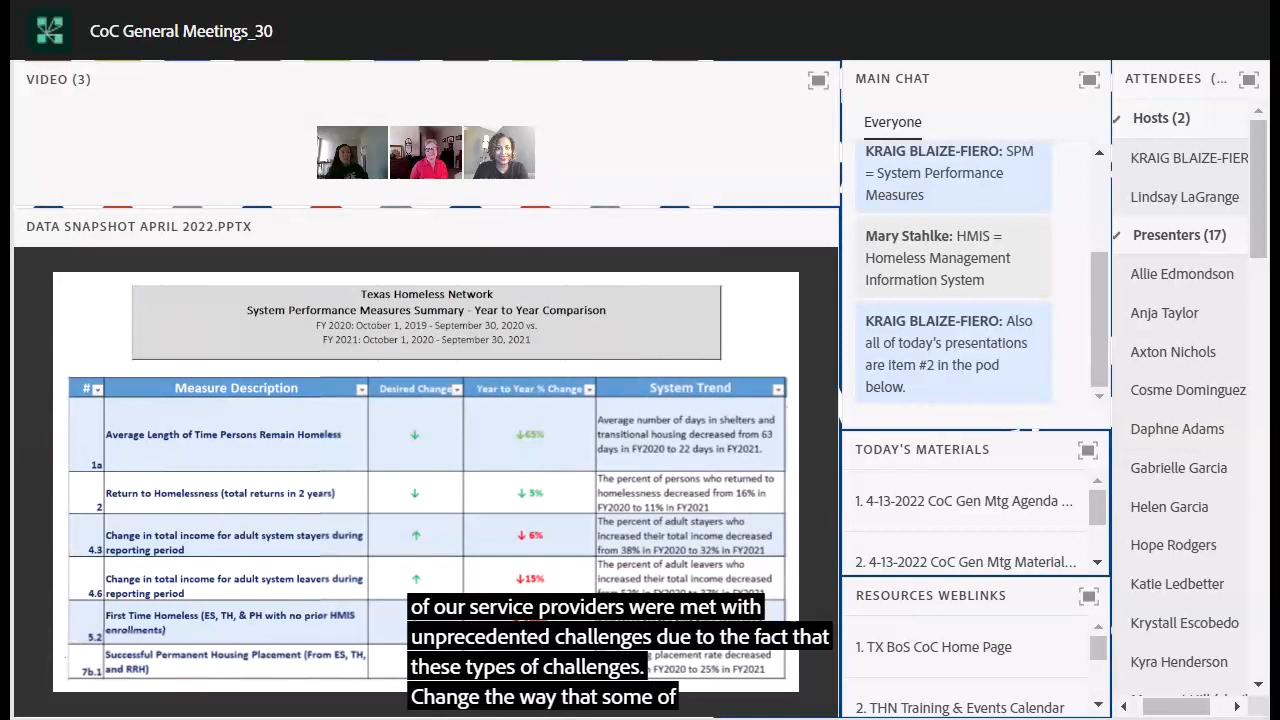 CoC General Meetings_30
VIDEO (3)
DATA SNAPSHOT APRIL 2022.PPTX
Texas Homeless Network
System Performance Measures Summary - Year to Year Comparison
FY 2020: October 1, 2019 - September 30, 2020 vs.
FY 2021: October 1, 2020 - September 30, 2021
# Measure Description Desired Change Year to Year % Change System Trend
1a Average Length of Time Persons Remain Homeless ↓ ↓65% Average number of days in shelters and
transitional housing decreased from 63
days in FY2020 to 22 days in FY2021.
2 Return to Homelessness (total returns in 2 years) ↓ ↓ 5% The percent of persons who returned to
homelessness decreased from 16% in
FY2020 to 11% in FY2021
4.3 Change in total income for adult system stayers during
reporting period ↑ ↓ 6% The percent of adult stayers who
increased their total income decreased
from 38% in FY2020 to 32% in FY2021
4.6 Change in total income for adult system leavers during
reporting period ↑ ↓15% The percent of adult leavers who
increased their total income decreased
5.2 First Time Homeless (ES, TH, & PH with no prior HMIS
enrollments)
7b.1 Successful Permanent Housing Placement (From ES, TH,
and RRH) placement rate decreased
FY2020 to 25% in FY2021
of our service providers were met with
unprecedented challenges due to the fact that
these types of challenges.
Change the way that some of
MAIN CHAT
Everyone
KRAIG BLAIZE-FIERO: SPM
= System Performance
Measures
Mary Stahlke: HMIS =
Homeless Management
Information System
KRAIG BLAIZE-FIERO: Also
all of today's presentations
are item #2 in the pod
below.
TODAY'S MATERIALS
1. 4-13-2022 CoC Gen Mtg Agenda ...
2. 4-13-2022 CoC Gen Mtg Material...
RESOURCES WEBLINKS
1. TX BoS CoC Home Page
2. THN Training & Events Calendar
ATTENDEES (...
Hosts (2)
KRAIG BLAIZE-FIER
Lindsay LaGrange
Presenters (17)
Allie Edmondson
Anja Taylor
Axton Nichols
Cosme Dominguez
Daphne Adams
Gabrielle Garcia
Helen Garcia
Hope Rodgers
Katie Ledbetter
Krystall Escobedo
Kyra Henderson